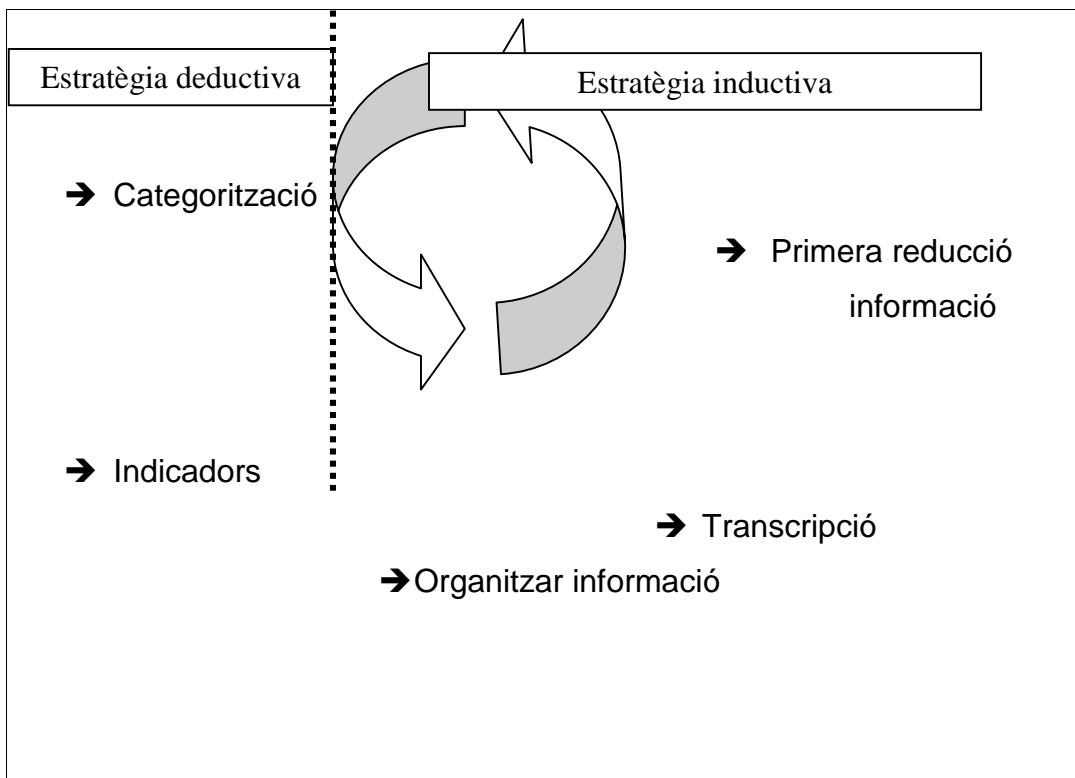 Estratègia deductiva
Estratègia inductiva
➔ Categorització
➔ Primera reducció
informació
➔ Indicadors
➔ Transcripció
➔Organitzar informació